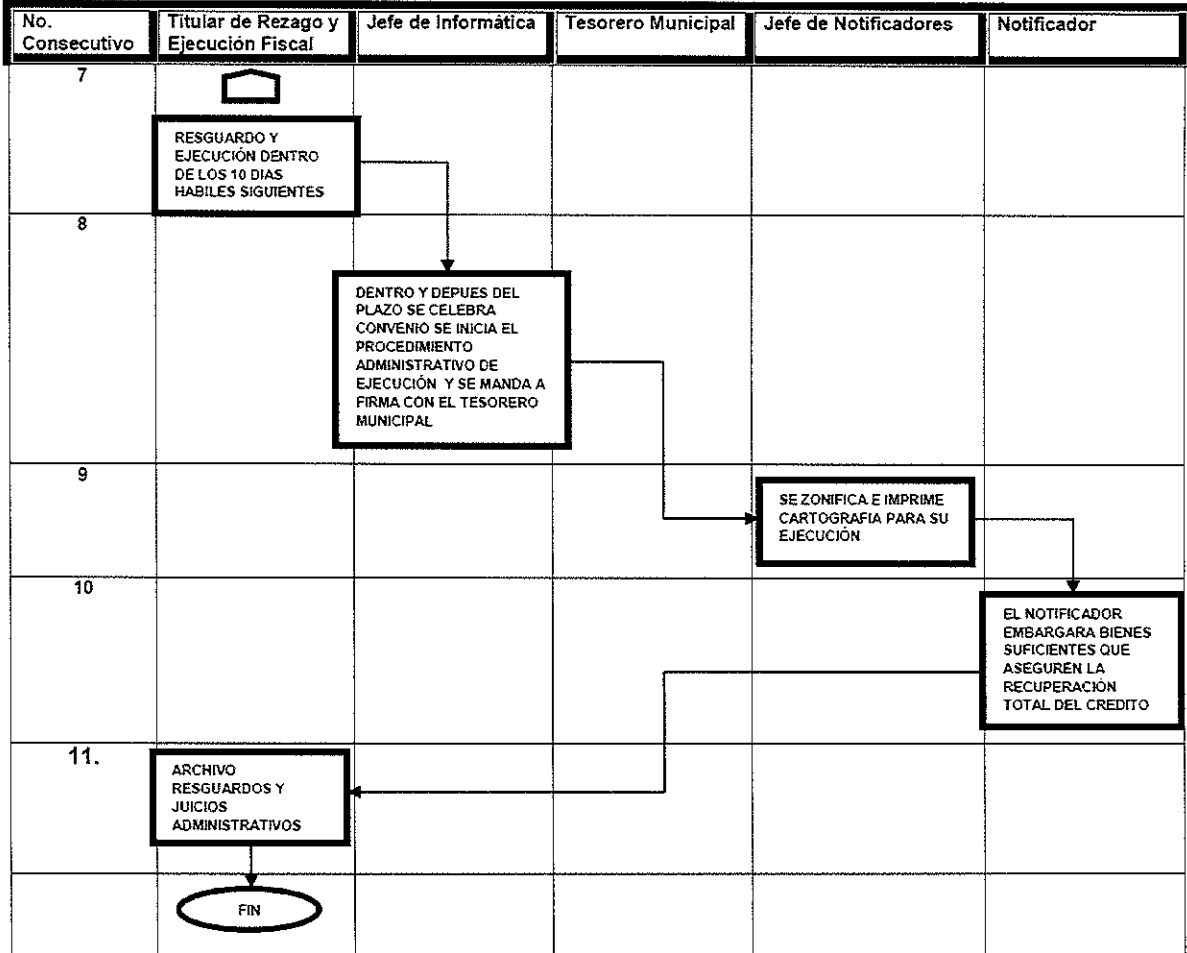 No.
Consecutivo
Titular de Rezago y
Ejecución Fiscal
Jefe de Informática
Tesorero Municipal
Jefe de Notificadores
Notificador
7
RESGUARDO Y
EJECUCIÓN DENTRO
DE LOS 10 DIAS
HABILES SIGUIENTES
8
DENTRO Y DEPUES DEL
PLAZO SE CELEBRA
CONVENIO SE INICIA EL
PROCEDIMIENTO
ADMINISTRATIVO DE
EJECUCIÓN Y SE MANDA A
FIRMA CON EL TESORERO
MUNICIPAL
9
SE ZONIFICA E IMPRIME
CARTOGRAFIA PARA SU
EJECUCIÓN
10
EL NOTIFICADOR
EMBARGARA BIENES
SUFICIENTES QUE
ASEGUREN LA
RECUPERACIÓN
TOTAL DEL CREDITO
11.
ARCHIVO
RESGUARDOS Y
JUICIOS
ADMINISTRATIVOS
FIN